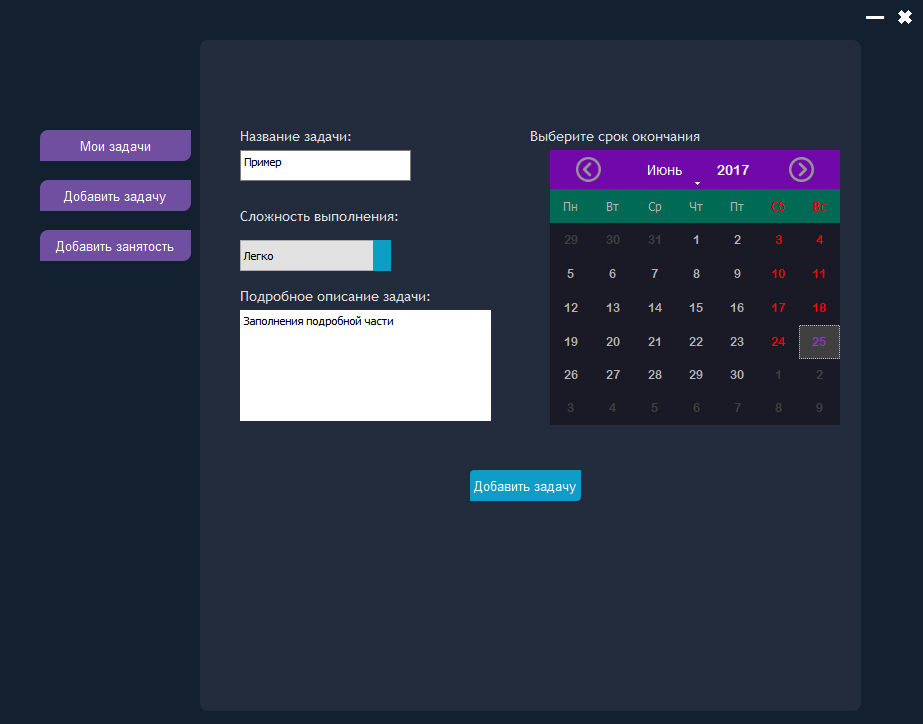 Мои задачи
Добавить задачу
Добавить занятость
Название задачи:
Пример
Сложность выполнения:
Легко
Подробное описание задачи:
Заполнения подробной части
Выберите срок окончания
Июнь 2017
Пн Вт Ср Чт Пт Сб Вс
29 30 31 1 2 3 4
5 6 7 8 9 10 11
12 13 14 15 16 17 18
19 20 21 22 23 24 25
26 27 28 29 30 1 2
3 4 5 6 7 8 9
Добавить задачу